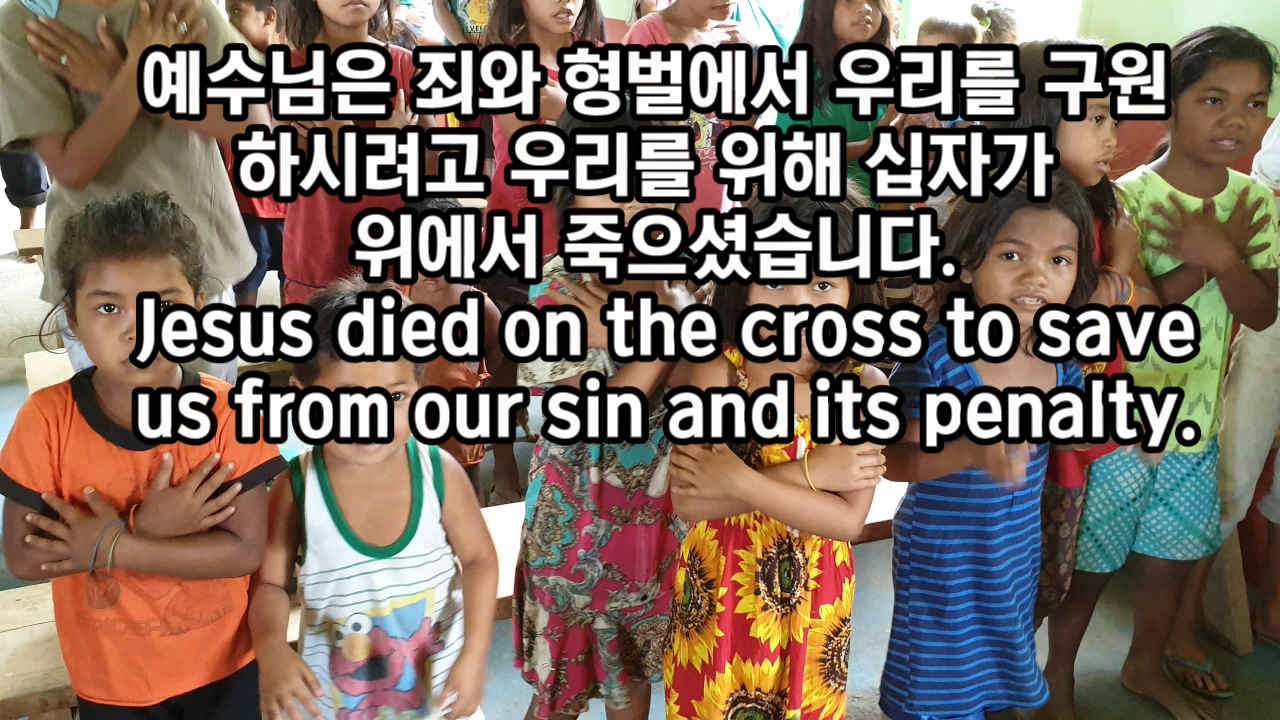 예수님은 죄와 형벌에서 우리를 구원
하시려고 우리를 위해 십자가
위에서 죽으셨습니다.
Jesus died on the cross to save
us from our sin and its penalty.